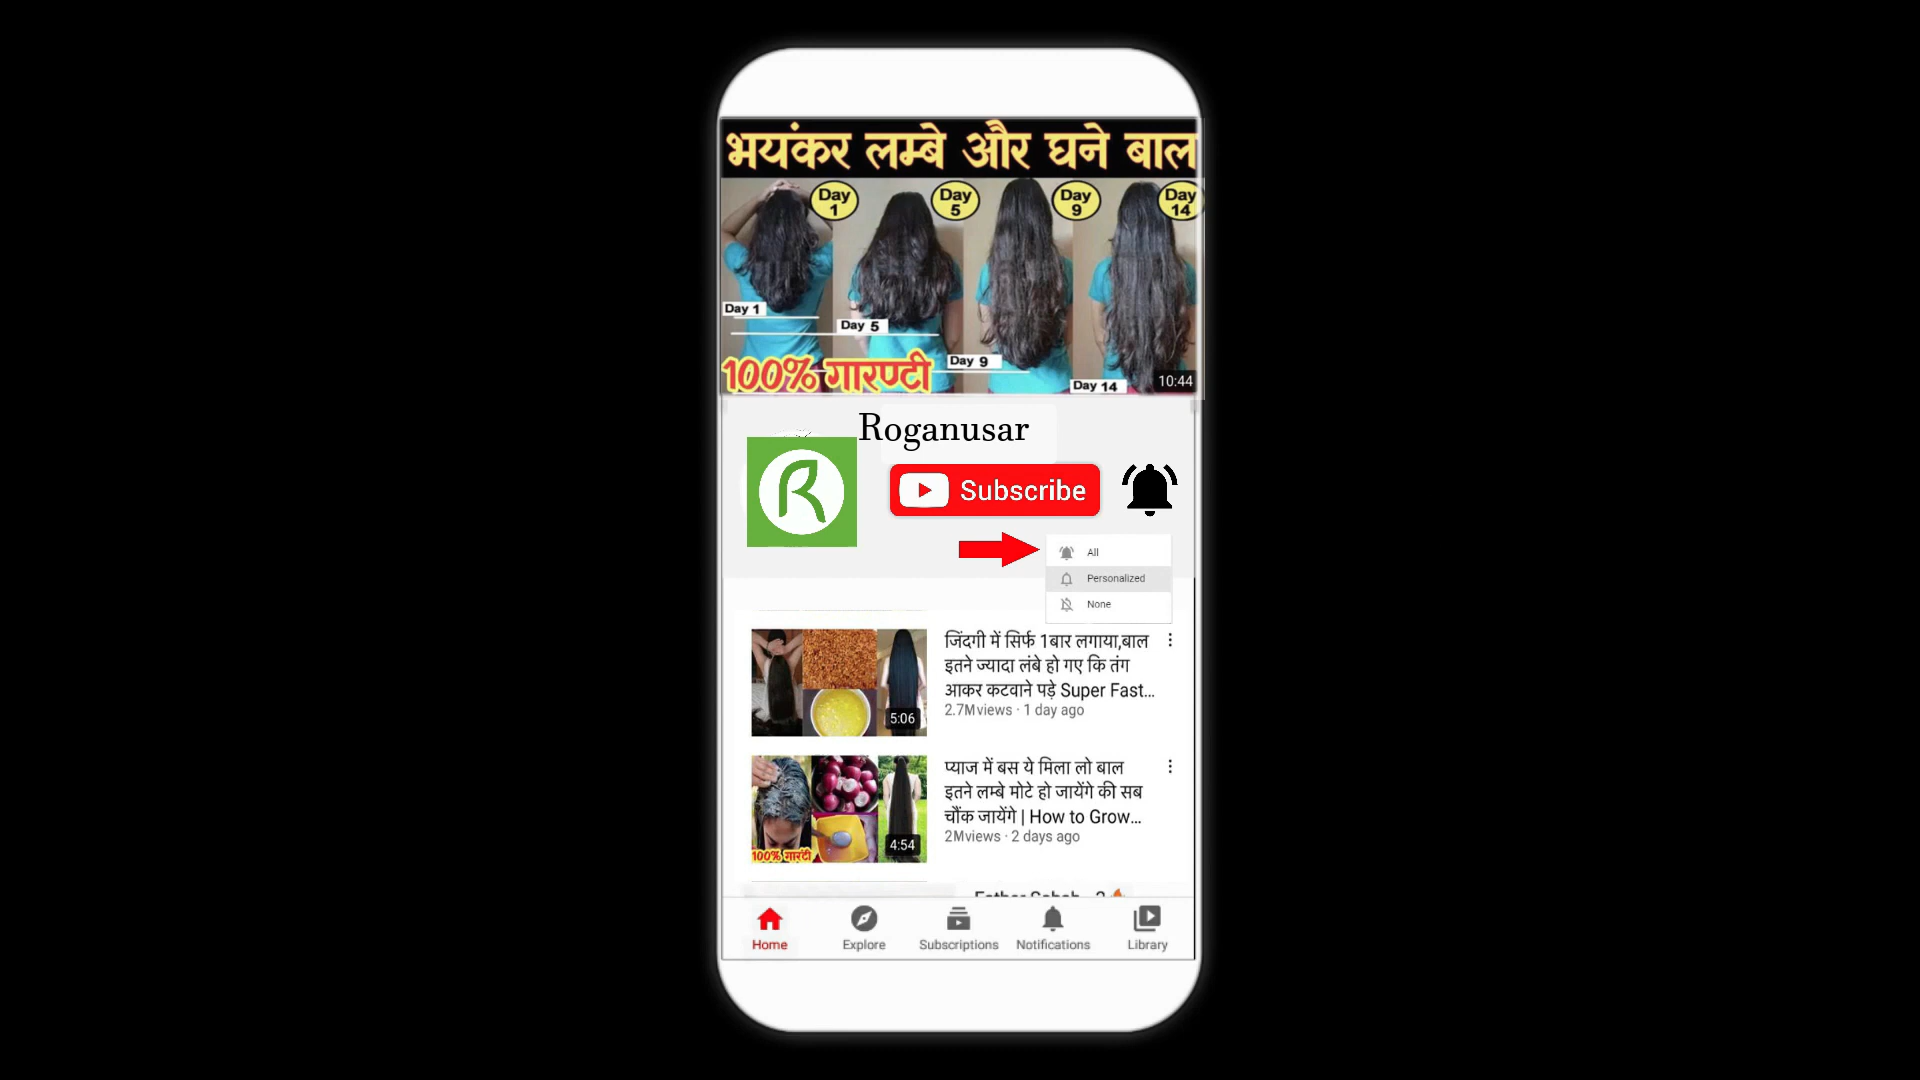 भयंकर लम्बे और घने बाल
Day 1
Day 5
Day 9
Day 14
Day 1
Day 5
Day 9
Day 14
100% गारण्टी
10:44
Roganusar
Subscribe
All
Personalized
None
जिंदगी में सिर्फ 1बार लगाया,बाल
इतने ज्यादा लंबे हो गए कि तंग
आकर कटवाने पड़े Super Fast...
2.7Mviews · 1 day ago
5:06
प्याज में बस ये मिला लो बाल
इतने लम्बे मोटे हो जायेंगे की सब
चौंक जायेंगे | How to Grow...
2Mviews · 2 days ago
100% गारंटी
4:54
Home
Explore
Subscriptions
Notifications
Library